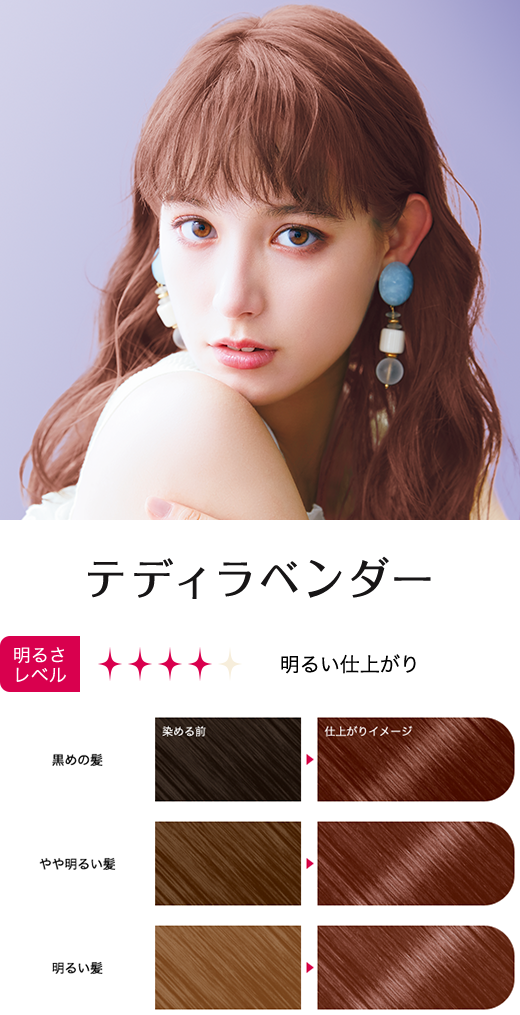 テディラベンダー
明るさ
レベル
明るい仕上がり
染める前
仕上がりイメージ
黒めの髪
やや明るい髪
明るい髪